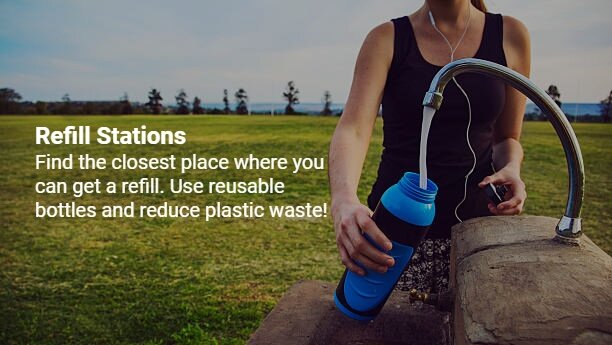 Refill Stations
Find the closest place where you
can get a refill. Use reusable
bottles and reduce plastic waste!